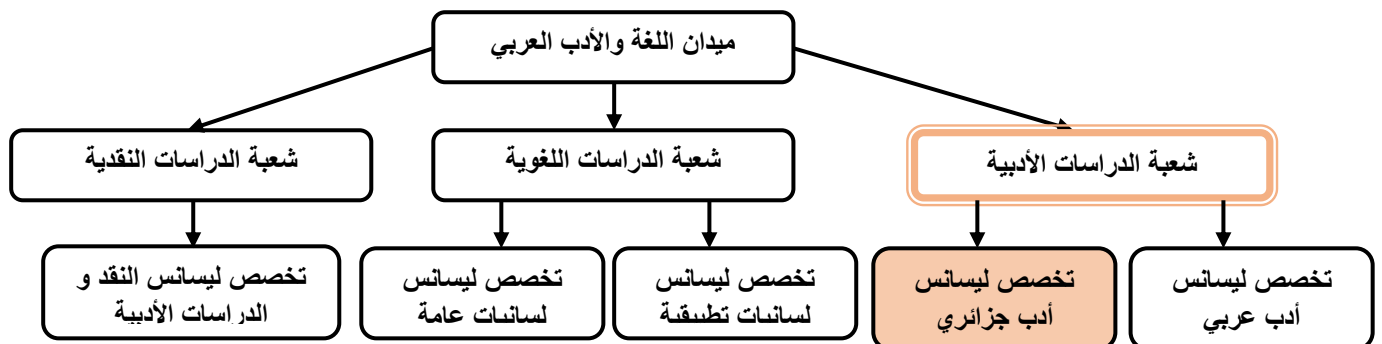 ميدان اللغة والأدب العربي
شعبة الدراسات الأدبية
شعبة الدراسات اللغوية
شعبة الدراسات النقدية
تخصص ليسانس
أدب عربي
تخصص ليسانس
أدب جزائري
تخصص ليسانس
لسانيات تطبيقية
تخصص ليسانس
لسانيات عامة
تخصص ليسانس النقد و
الدراسات الأدبية